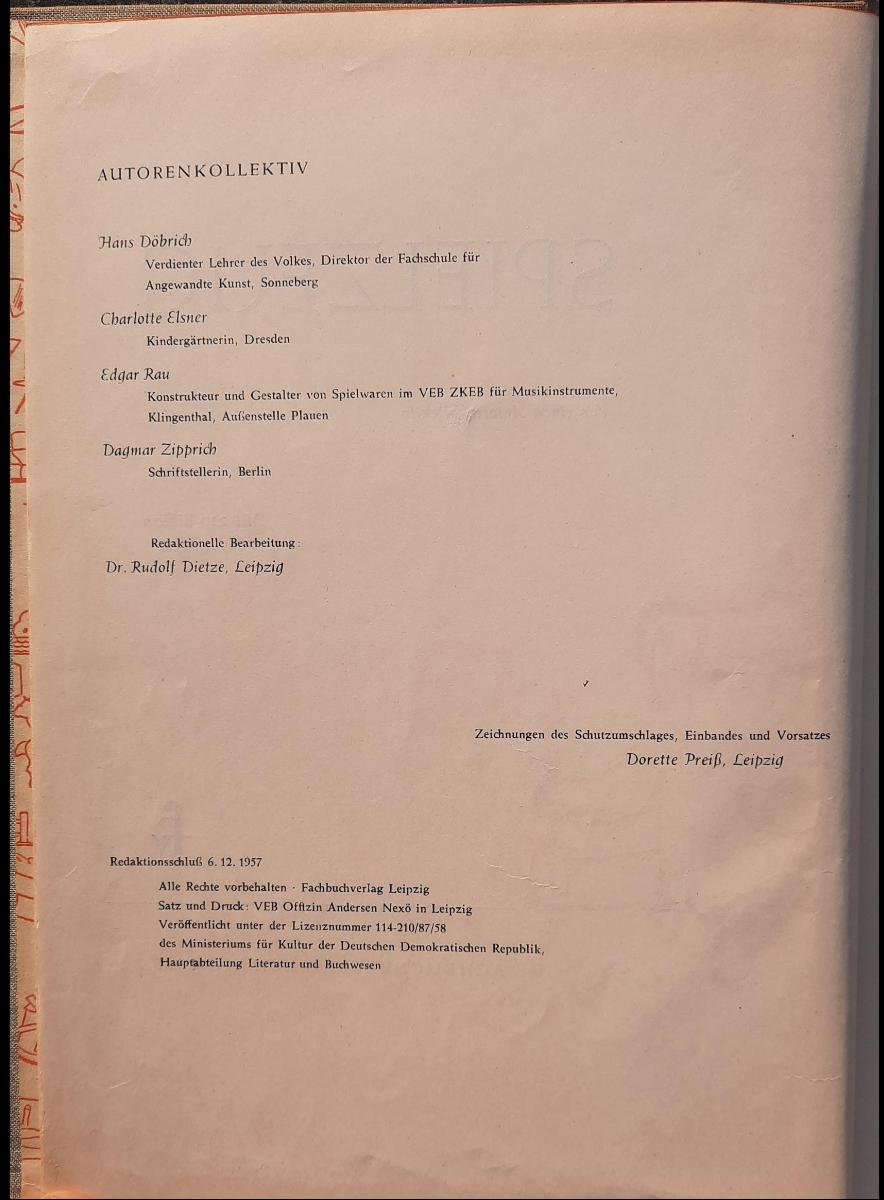 AUTORENKOLLEKTIV
Hans Döbrich
Verdienter Lehrer des Volkes, Direktor der Fachschule für
Angewandte Kunst, Sonneberg
Charlotte Elsner
Kindergärtnerin, Dresden
Edgar Rau
Konstrukteur und Gestalter von Spielwaren im VEB ZKEB für Musikinstrumente,
Klingenthal, Außenstelle Plauen
Dagmar Zipprich
Schriftstellerin, Berlin
Redaktionelle Bearbeitung:
Dr. Rudolf Dietze, Leipzig
Zeichnungen des Schutzumschlages, Einbandes und Vorsatzes
Dorette Preiß, Leipzig
Redaktionsschluß 6. 12. 1957
Alle Rechte vorbehalten · Fachbuchverlag Leipzig
Satz und Druck: VEB Offizin Andersen Nexö in Leipzig
Veröffentlicht unter der Lizenznummer 114-210/87/58
des Ministeriums für Kultur der Deutschen Demokratischen Republik,
Hauptabteilung Literatur und Buchwesen